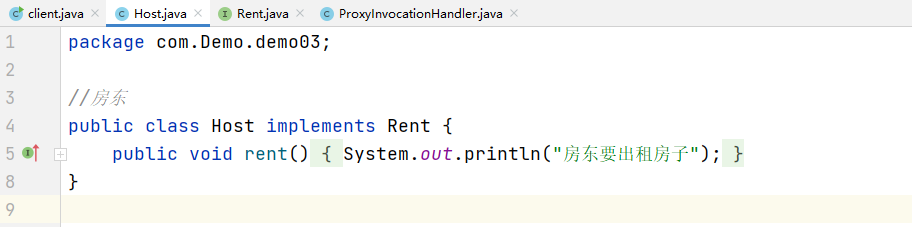 client.java Host.java Rent.java ProxyInvocationHandler.java
1 package com.Demo.demo03;
2
3 //房东
4 public class Host implements Rent {
5 public void rent() { System.out.println("房东要出租房子"); }
8 }
9